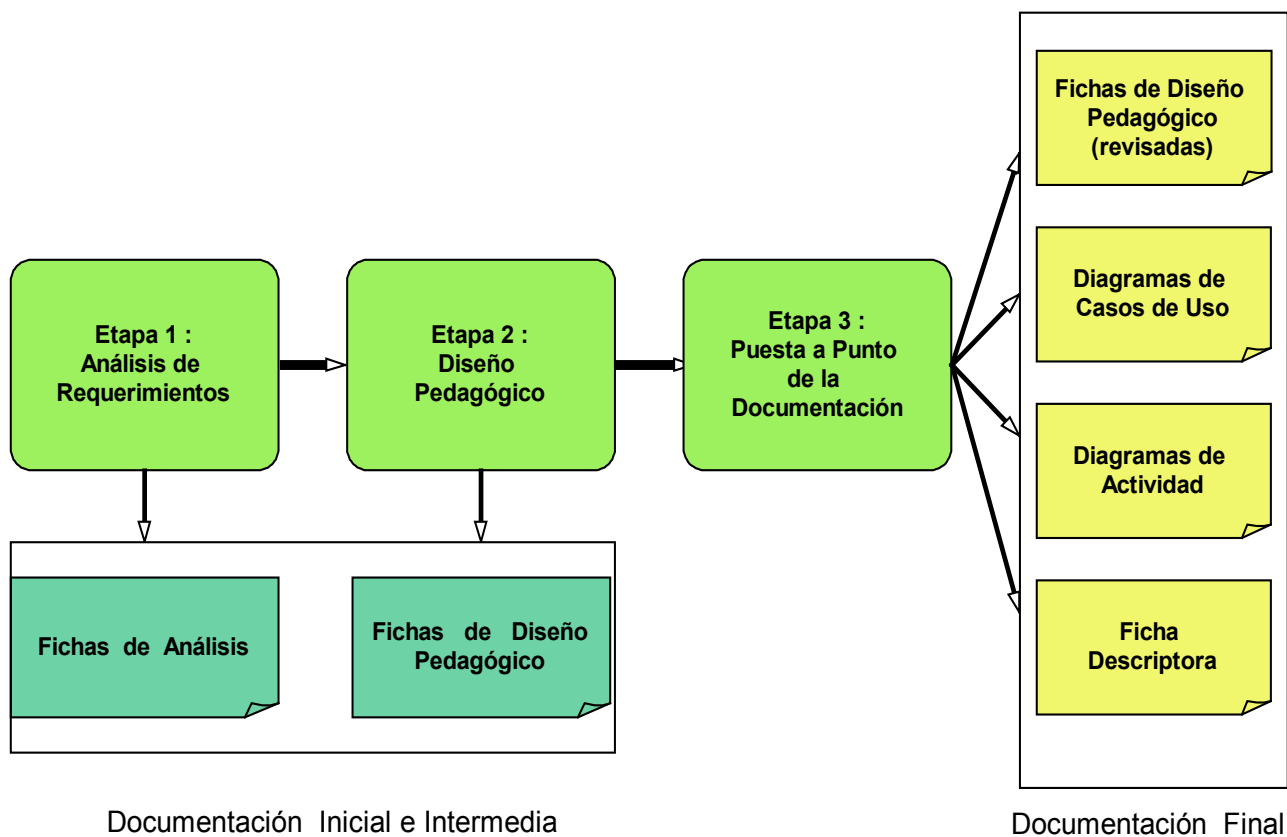 Fichas de Diseño
Pedagógico
(revisadas)
Diagramas de
Casos de Uso
Etapa 1 :
Análisis de
Requerimientos
Etapa 2 :
Diseño
Pedagógico
Etapa 3 :
Puesta a Punto
de la
Documentación
Diagramas de
Actividad
Fichas de Análisis
Fichas de Diseño
Pedagógico
Ficha
Descriptora
Documentación Inicial e Intermedia
Documentación Final